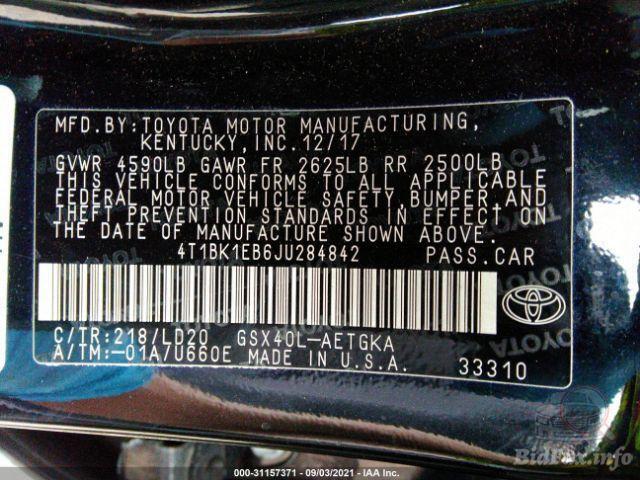 MFD.BY:TOYOTA MOTOR MANUFACTURING,
KENTUCKY,INC.12/17
GVWR 4590LB GAWR FR 2625LB RR 2500LB
THIS VEHICLE CONFORMS TO ALL APPLICABLE
FEDERAL MOTOR VEHICLE SAFETY,BUMPER,AND
THEFT PREVENTION STANDARDS IN EFFECT ON
THE DATE OF MANUFACTURE SHOWN ABOVE.
4T1BK1EB6JU284842 PASS.CAR
C/TR:218/LD20 GSX40L-AETGKA
A/TM:-01A/U660E MADE IN U.S.A. 33310
TOYOTA
BidFax.info
000-31157371 - 09/03/2021 - IAA Inc.